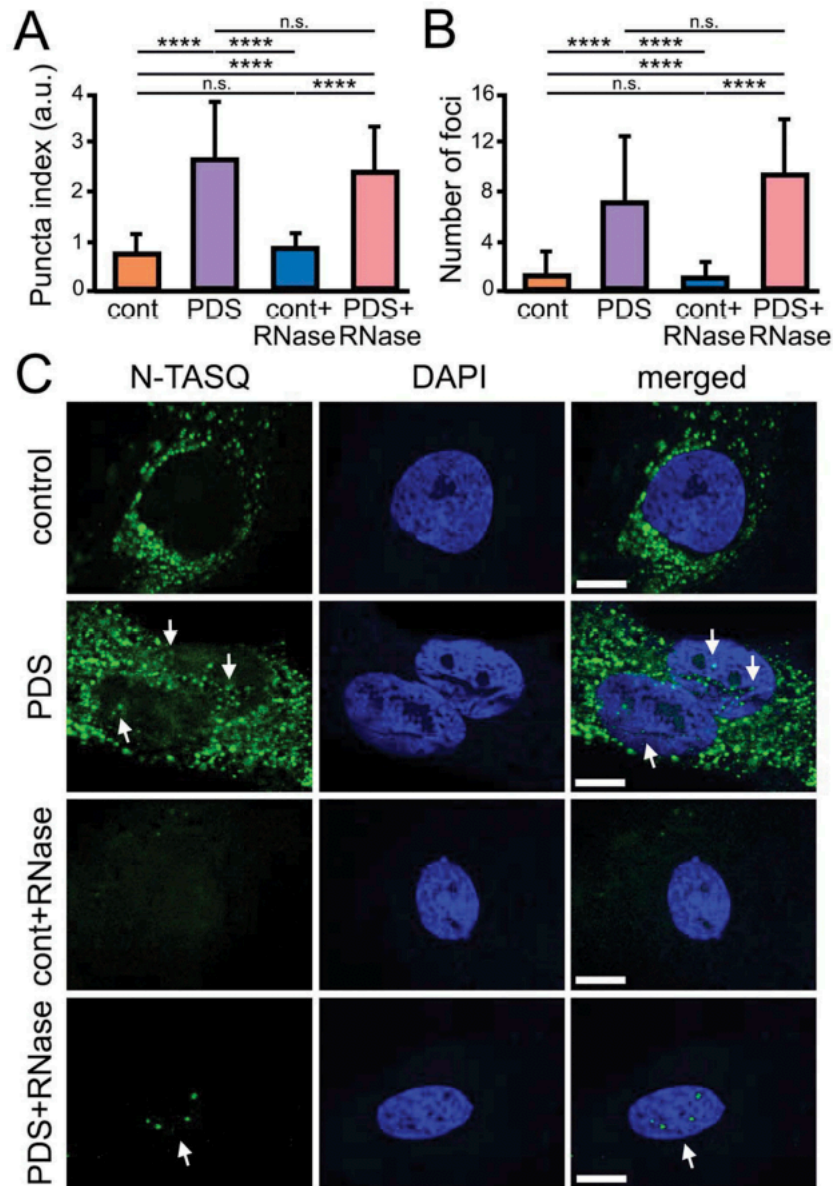 A
n.s.
**** ****
****
n.s. ****
Puncta index (a.u.)
4
3
2
1
0
cont PDS cont+ PDS+
RNase RNase
B
n.s.
**** ****
****
n.s. ****
Number of foci
16
12
8
4
0
cont PDS cont+ PDS+
RNase RNase
C
N-TASQ DAPI merged
control
PDS
cont+RNase
PDS+RNase